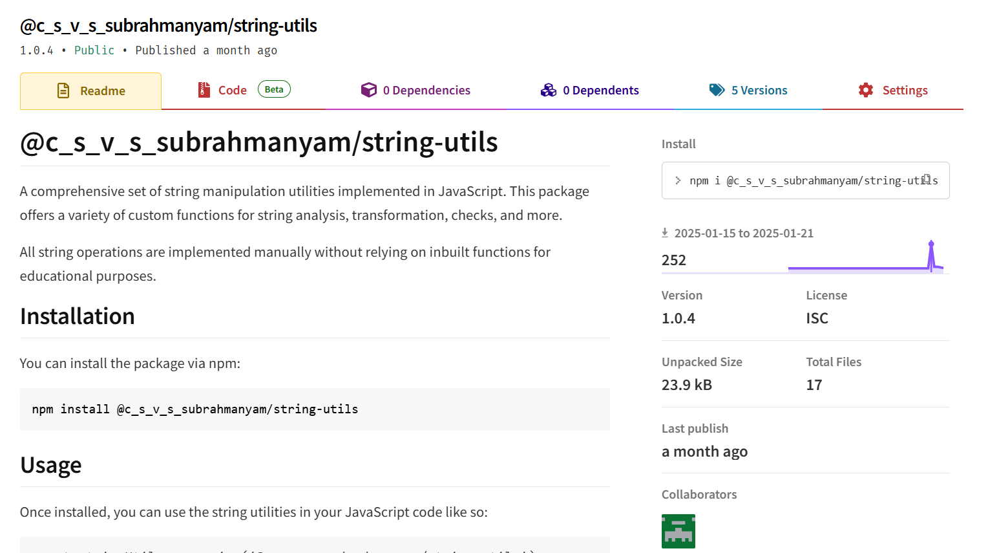 @c_s_v_s_subrahmanyam/string-utils
1.0.4 • Public • Published a month ago
Readme
Code Beta
0 Dependencies
0 Dependents
5 Versions
Settings
@c_s_v_s_subrahmanyam/string-utils
A comprehensive set of string manipulation utilities implemented in JavaScript. This package
offers a variety of custom functions for string analysis, transformation, checks, and more.
All string operations are implemented manually without relying on inbuilt functions for
educational purposes.
Installation
You can install the package via npm:
npm install @c_s_v_s_subrahmanyam/string-utils
Usage
Once installed, you can use the string utilities in your JavaScript code like so:
Install
npm i @c_s_v_s_subrahmanyam/string-utils
2025-01-15 to 2025-01-21
252
Version
License
1.0.4
ISC
Unpacked Size
Total Files
23.9 kB
17
Last publish
a month ago
Collaborators